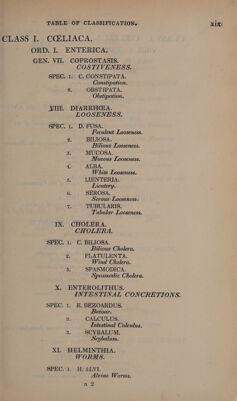 TABLE OF CLASSIFICATION. xix
CLASS I. CŒLIACA.
ORD. I. ENTERICA.
GEN. VII. COPROSTASIS.
COSTIVENESS.
SPEC. 1. C. CONSTIPATA.
Constipation.
2. OBSTIPATA.
Obstipation.
VIII. DIARRHŒA.
LOOSENESS.
SPEC. 1. D. FUSA.
Feculent Looseness.
2. BILIOSA.
Bilious Looseness.
3. MUCOSA.
Mucous Looseness.
4. ALBA.
White Looseness.
5. LIENTERIA.
Lientery.
6. SEROSA.
Serous Looseness.
7. TUBULARIS.
Tubular Looseness.
IX. CHOLERA.
CHOLERA.
SPEC. 1. C. BILIOSA.
Bilious Cholera.
2. FLATULENTA.
Wind Cholera.
3. SPASMODICA.
Spasmodic Cholera.
X. ENTEROLITHUS.
INTESTINAL CONCRETIONS.
SPEC. 1. E. BEZOARDUS.
Bezoar.
2. CALCULUS.
Intestinal Calculus.
3. SCYBALUM.
Scybalum.
XI. HELMINTHIA.
WORMS.
SPEC. 1. H. ALVI.
Alvine Worms.
a 2